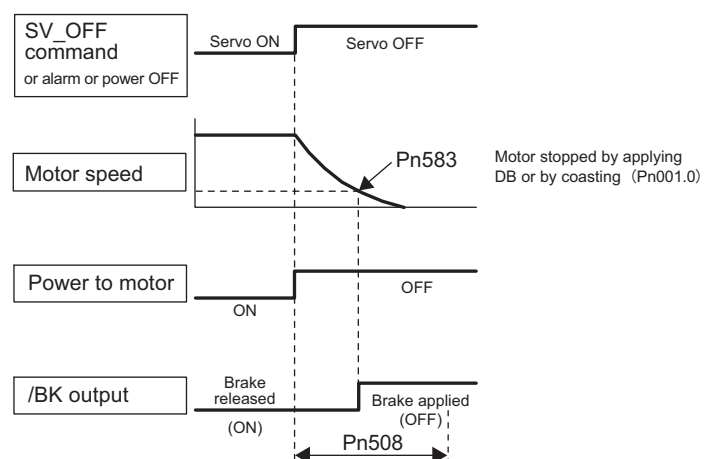 SV_OFF
command
or alarm or power OFF
Servo ON
Servo OFF
Motor speed
Pn583
Motor stopped by applying
DB or by coasting (Pn001.0)
Power to motor
ON
OFF
/BK output
Brake
released
(ON)
Brake applied
(OFF)
Pn508